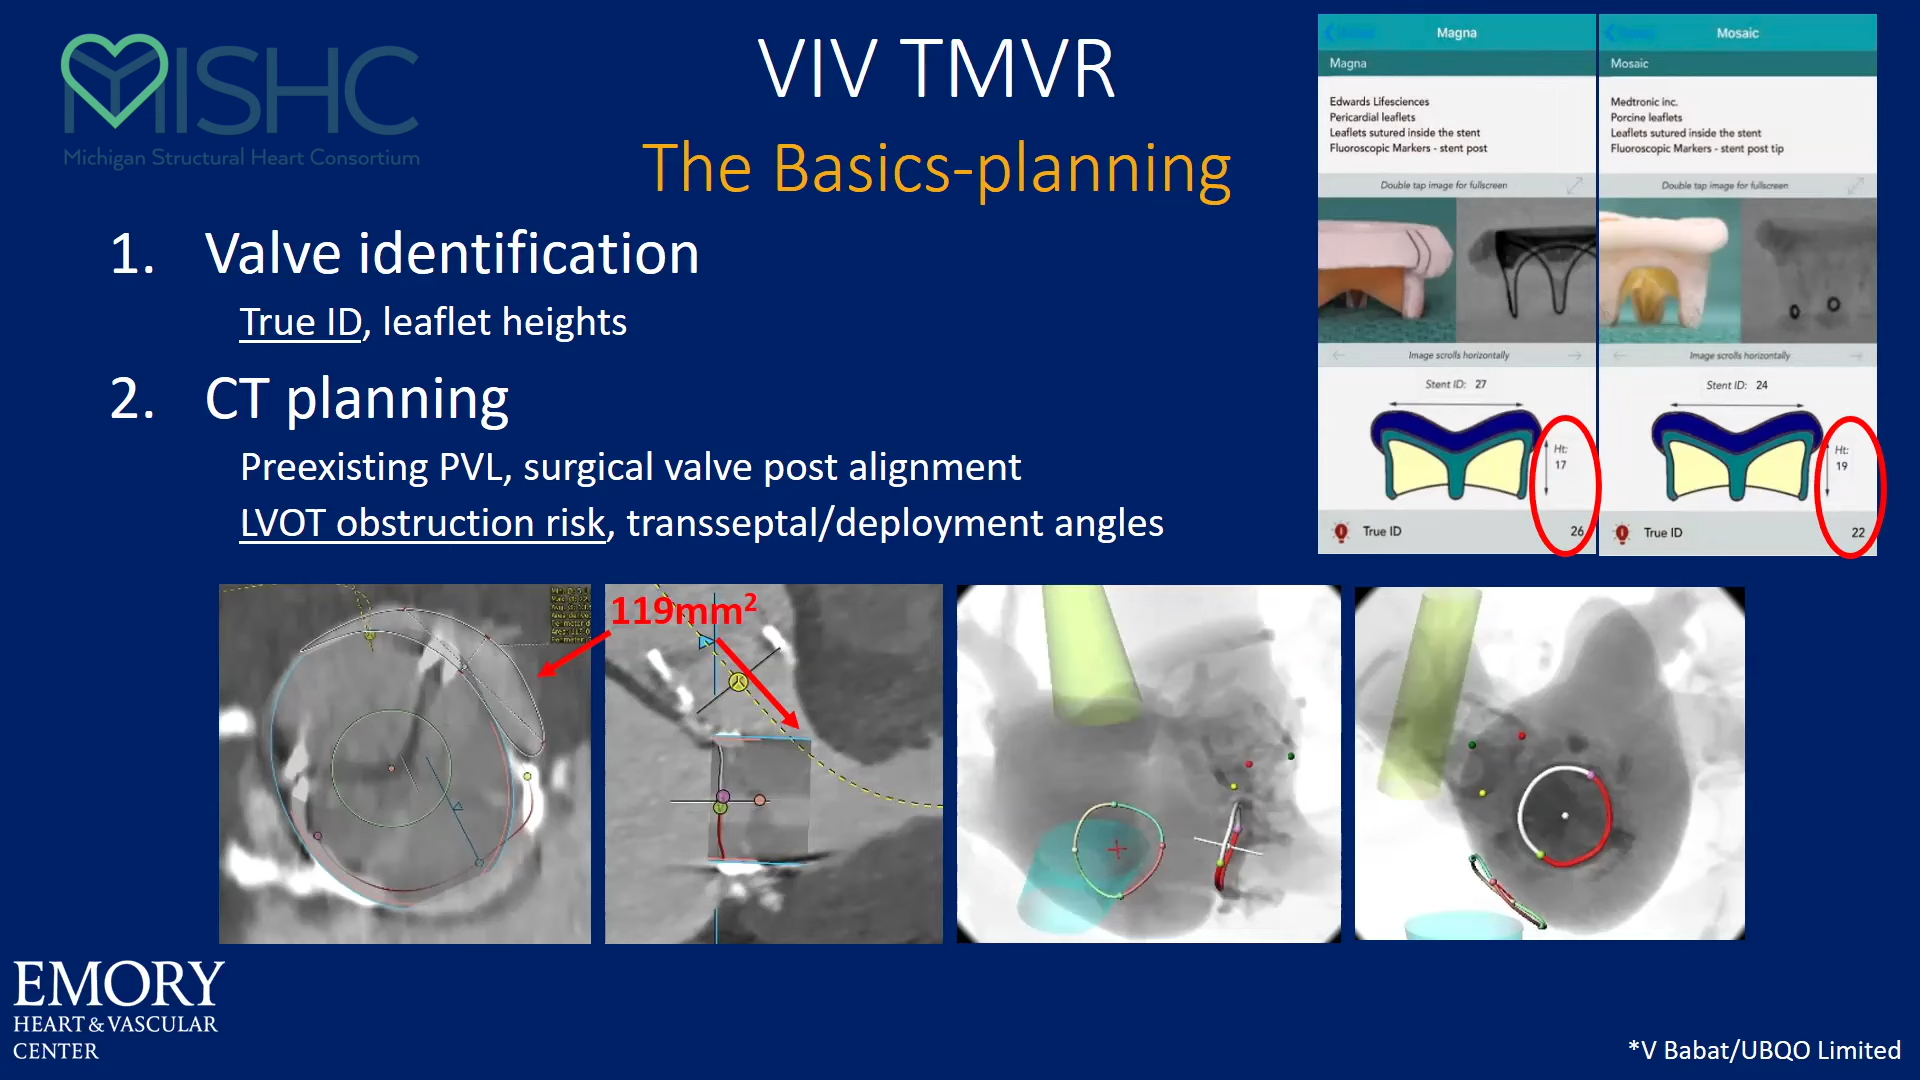 MISHC
Michigan Structural Heart Consortium
VIV TMVR
The Basics-planning
1. Valve identification
True ID, leaflet heights
2. CT planning
Preexisting PVL, surgical valve post alignment
LVOT obstruction risk, transseptal/deployment angles
Magna
Magna
Edwards Lifesciences
Pericardial leaflets
Leaflets sutured inside the stent
Fluoroscopic Markers - stent post
Double tap image for fullscreen
Image scrolls horizontally
Stent ID: 27
Ht:
17
True ID 26
Mosaic
Mosaic
Medtronic inc.
Porcine leaflets
Leaflets sutured inside the stent
Fluoroscopic Markers - stent post tip
Double tap image for fullscreen
Image scrolls horizontally
Stent ID: 24
Ht:
19
True ID 22
119mm²
EMORY
HEART & VASCULAR
CENTER
*V Babat/UBQO Limited